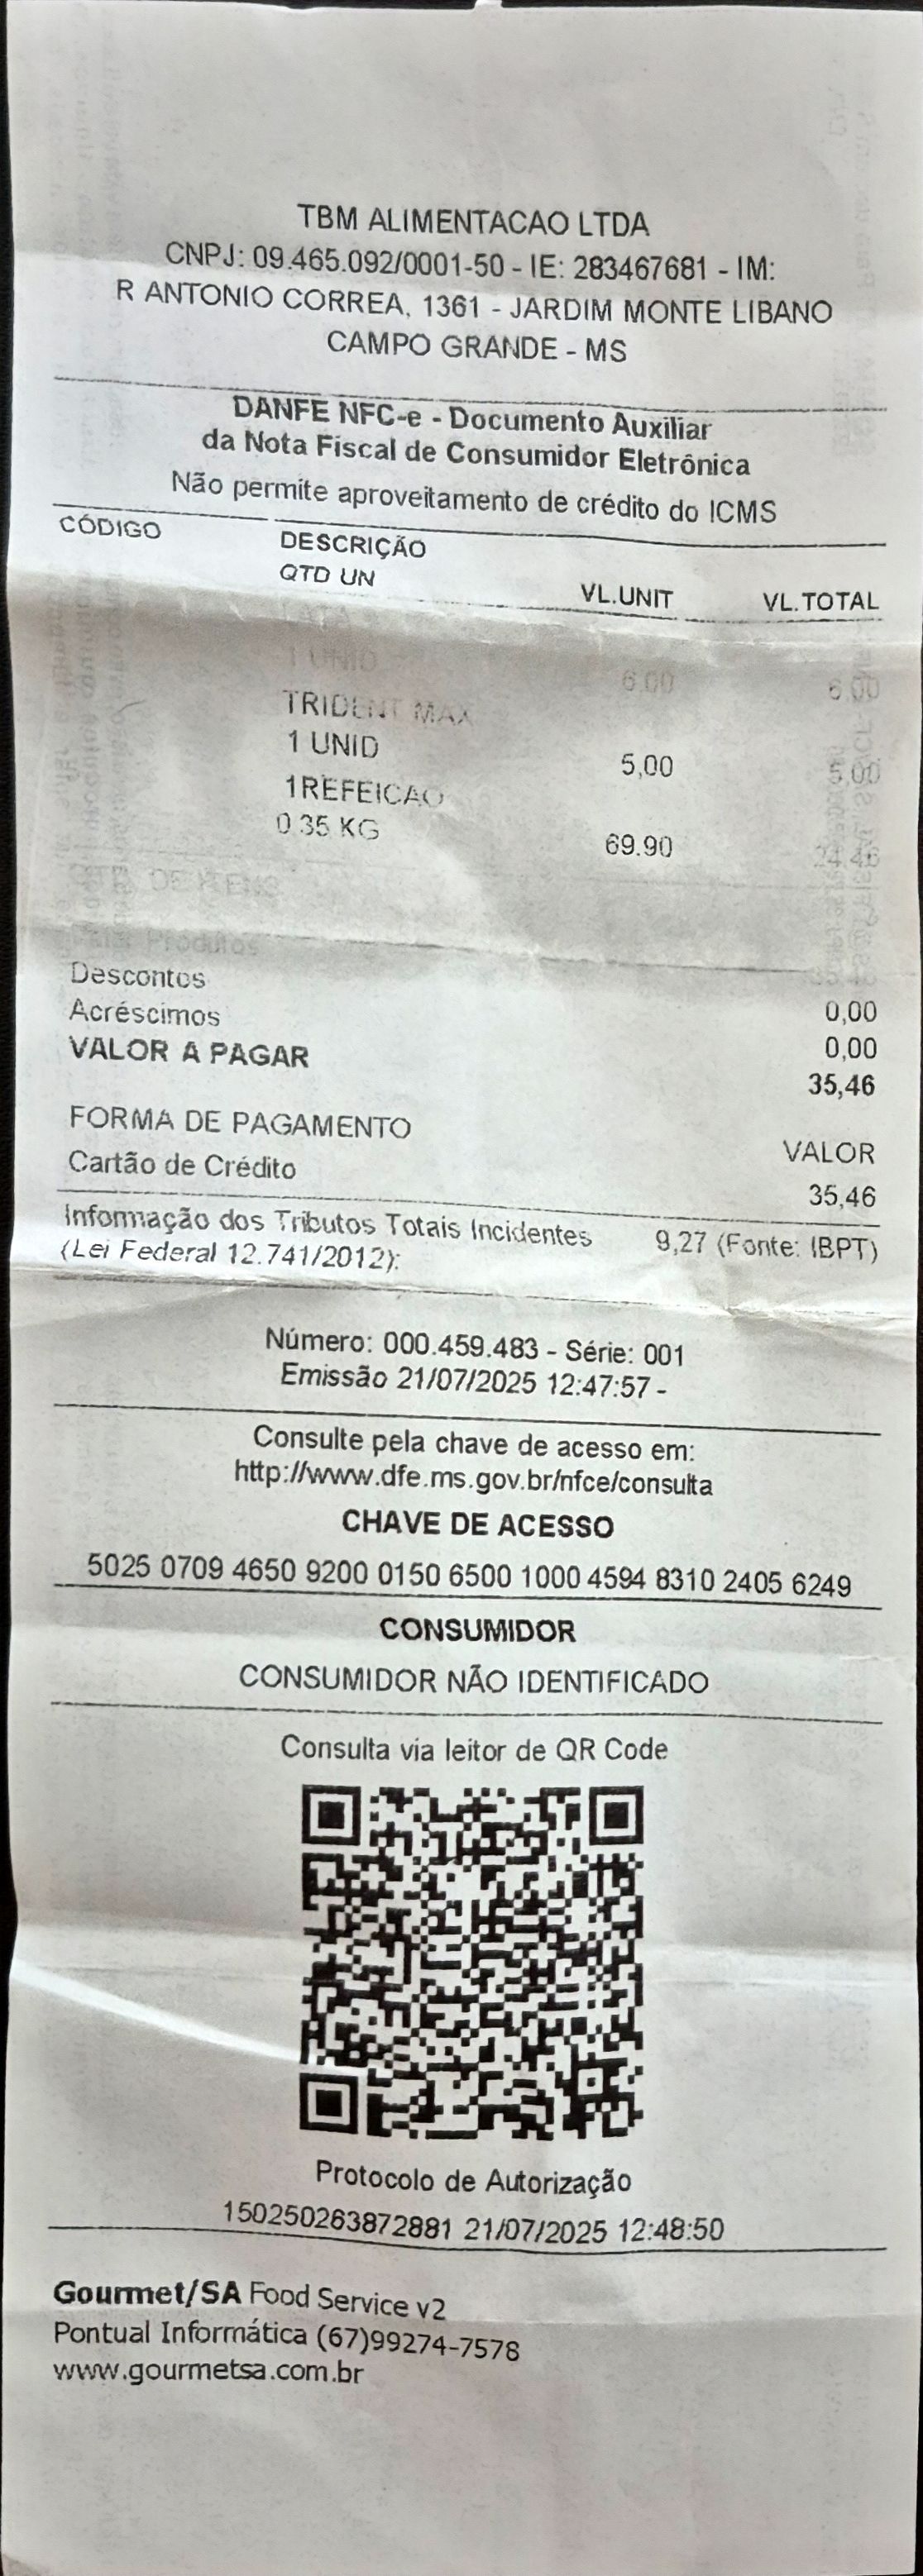 TBM ALIMENTACAO LTDA
CNPJ: 09.465.092/0001-50 - IE: 283467681 - IM:
R ANTONIO CORREA, 1361 - JARDIM MONTE LIBANO
CAMPO GRANDE - MS
DANFE NFC-e - Documento Auxiliar
da Nota Fiscal de Consumidor Eletrônica
Não permite aproveitamento de crédito do ICMS
CÓDIGO DESCRIÇÃO
QTD UN VL.UNIT VL.TOTAL
1 UNID 6.00 6,00
TRIDENT MAX
1 UNID 5,00 5,00
1REFEICAO
0.35 KG 69.90 24,46
QTD. DE ITENS
Valor Produtos
Descontos 0,00
Acréscimos 0,00
VALOR A PAGAR 35,46
FORMA DE PAGAMENTO VALOR
Cartão de Crédito 35,46
Informação dos Tributos Totais Incidentes 9,27 (Fonte: IBPT)
(Lei Federal 12.741/2012):
Número: 000.459.483 - Série: 001
Emissão 21/07/2025 12:47:57 -
Consulte pela chave de acesso em:
http://www.dfe.ms.gov.br/nfce/consulta
CHAVE DE ACESSO
5025 0709 4650 9200 0150 6500 1000 4594 8310 2405 6249
CONSUMIDOR
CONSUMIDOR NÃO IDENTIFICADO
Consulta via leitor de QR Code
Protocolo de Autorização
150250263872881 21/07/2025 12:48:50
Gourmet/SA Food Service v2
Pontual Informática (67)99274-7578
www.gourmetsa.com.br